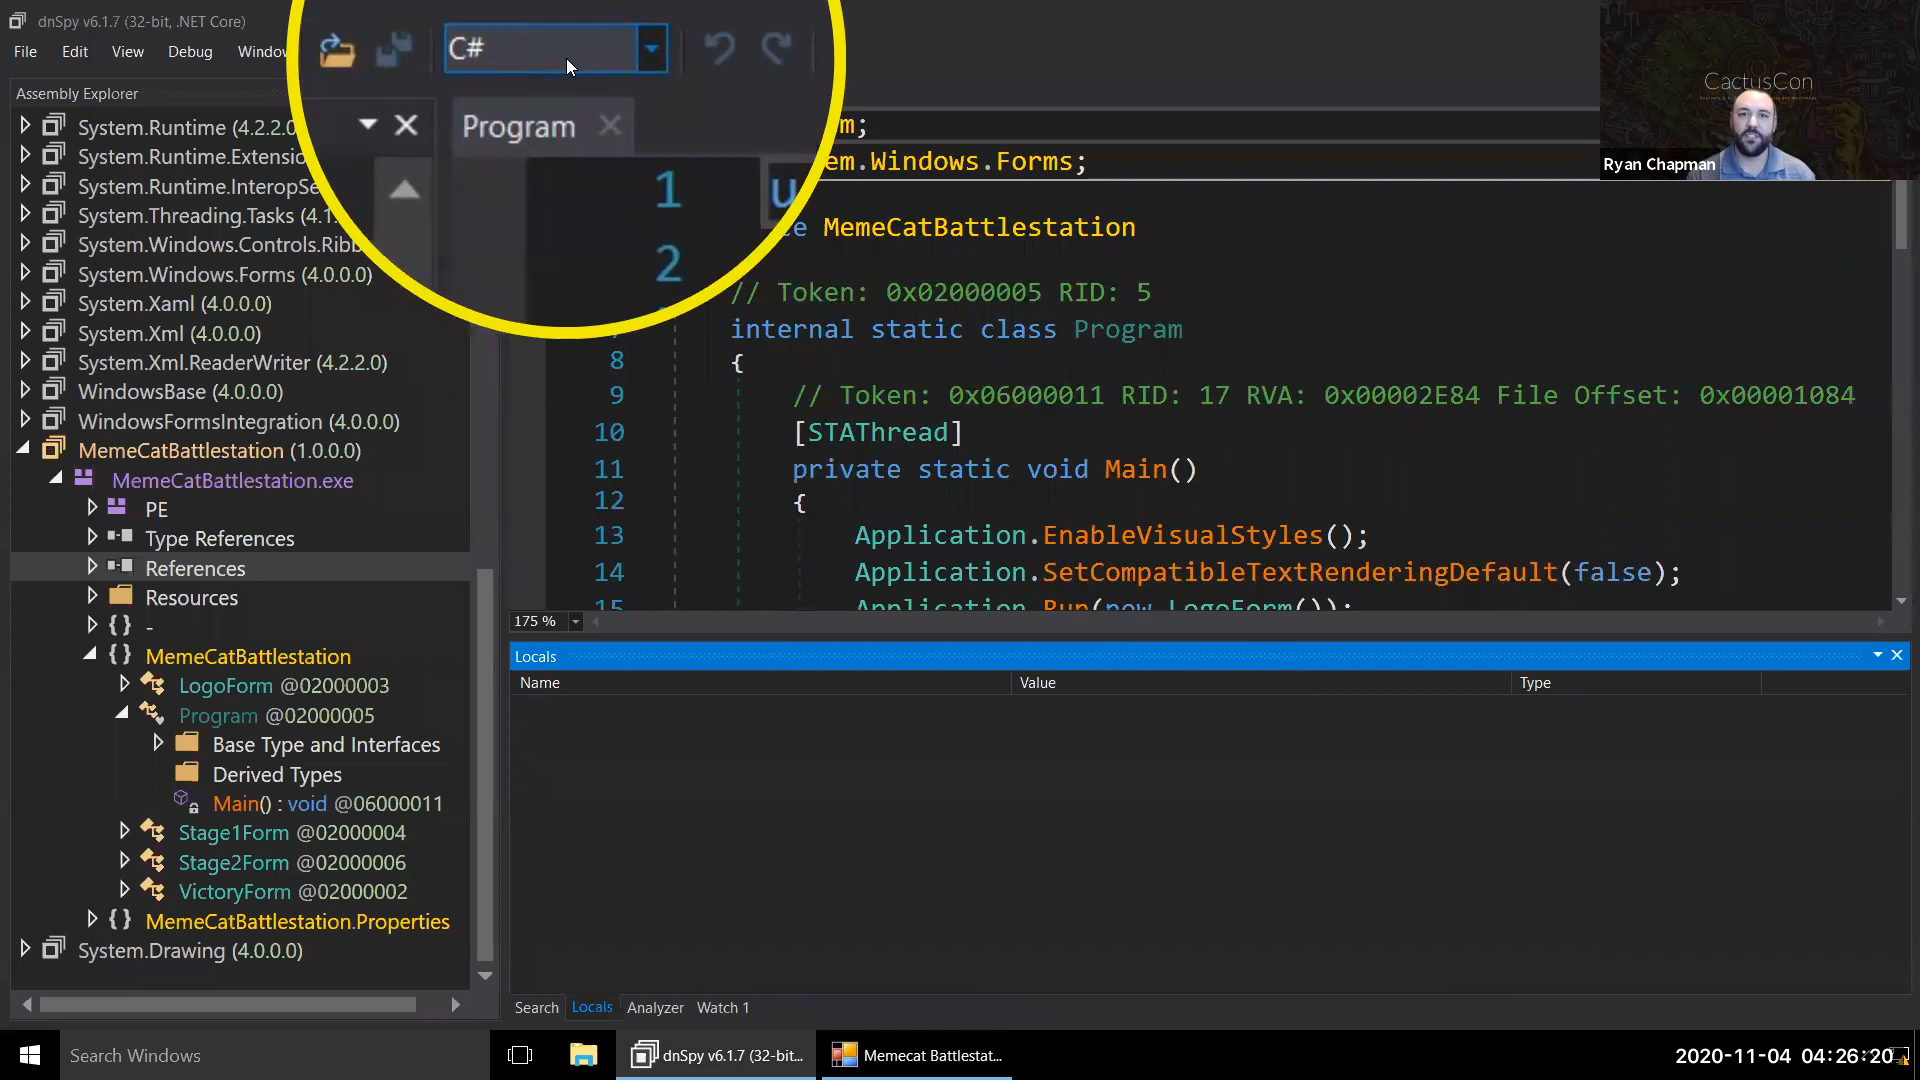 dnSpy v6.1.7 (32-bit, .NET Core)
File Edit View Debug Window
C#
Assembly Explorer
Program
System.Runtime (4.2.2.0
System.Runtime.Extensio
System.Runtime.InteropSe
System.Threading.Tasks (4.1.
System.Windows.Controls.Ribb
System.Windows.Forms (4.0.0.0)
System.Xaml (4.0.0.0)
System.Xml (4.0.0.0)
System.Xml.ReaderWriter (4.2.2.0)
WindowsBase (4.0.0.0)
WindowsFormsIntegration (4.0.0.0)
MemeCatBattlestation (1.0.0.0)
MemeCatBattlestation.exe
PE
Type References
References
Resources
{ } -
{ } MemeCatBattlestation
LogoForm @02000003
Program @02000005
Base Type and Interfaces
Derived Types
Main() : void @06000011
Stage1Form @02000004
Stage2Form @02000006
VictoryForm @02000002
{ } MemeCatBattlestation.Properties
System.Drawing (4.0.0.0)
1 u
m;
2
em.Windows.Forms;
e MemeCatBattlestation
// Token: 0x02000005 RID: 5
internal static class Program
8 {
9 // Token: 0x06000011 RID: 17 RVA: 0x00002E84 File Offset: 0x00001084
10 [STAThread]
11 private static void Main()
12 {
13 Application.EnableVisualStyles();
14 Application.SetCompatibleTextRenderingDefault(false);
15 Application.Run(new LogoForm());
175 %
Locals
Name Value Type
Search Locals Analyzer Watch 1
CactusCon
Ryan Chapman
Search Windows
dnSpy v6.1.7 (32-bit...
Memecat Battlestat...
2020-11-04 04:26:20